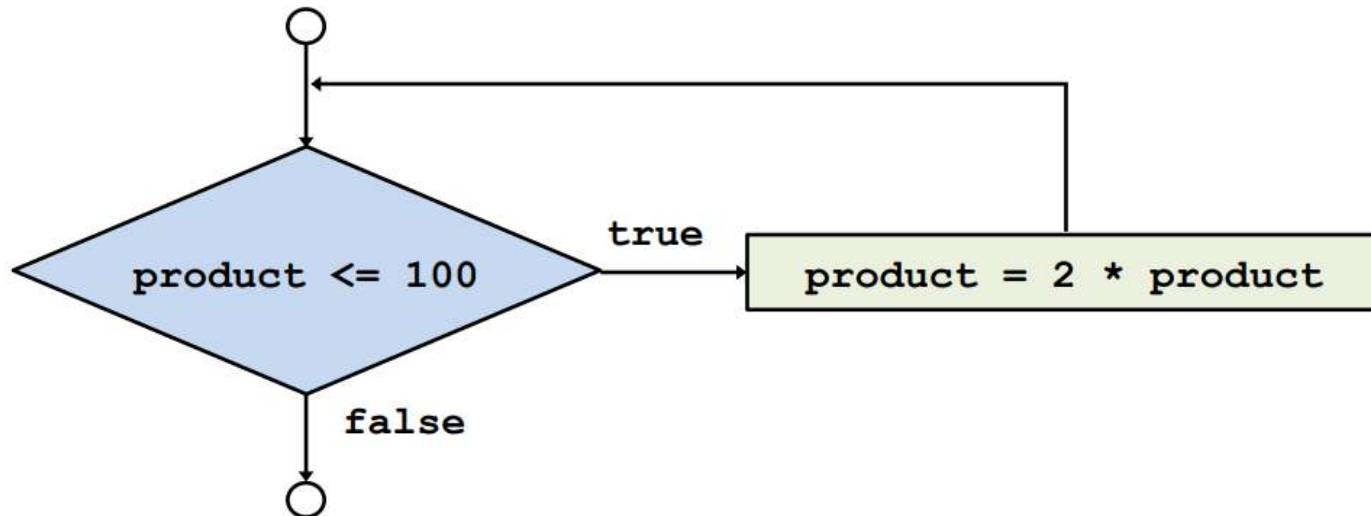 true
product <= 100
product = 2 * product
false